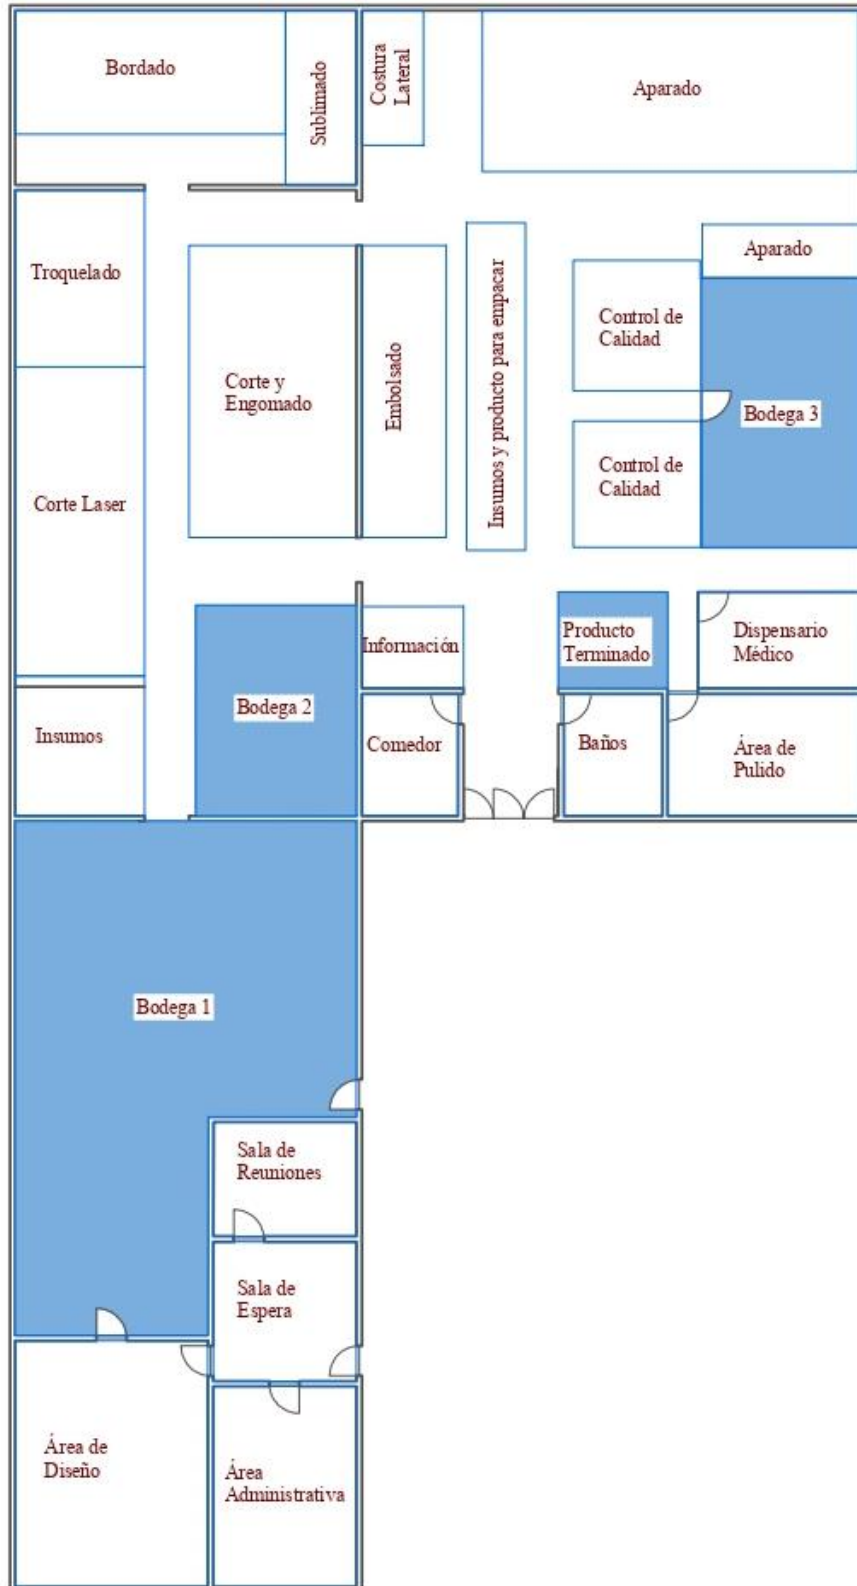 Bordado
Sublimado
Costura
Lateral
Aparado
Troquelado
Corte y
Engomado
Embolsado
Insumos y producto para empacar
Control de
Calidad
Aparado
Bodega 3
Control de
Calidad
Corte Laser
Insumos
Bodega 2
Información
Comedor
Producto
Terminado
Dispensario
Médico
Baños
Área de
Pulido
Bodega 1
Sala de
Reuniones
Sala de
Espera
Área de
Diseño
Área
Administrativa